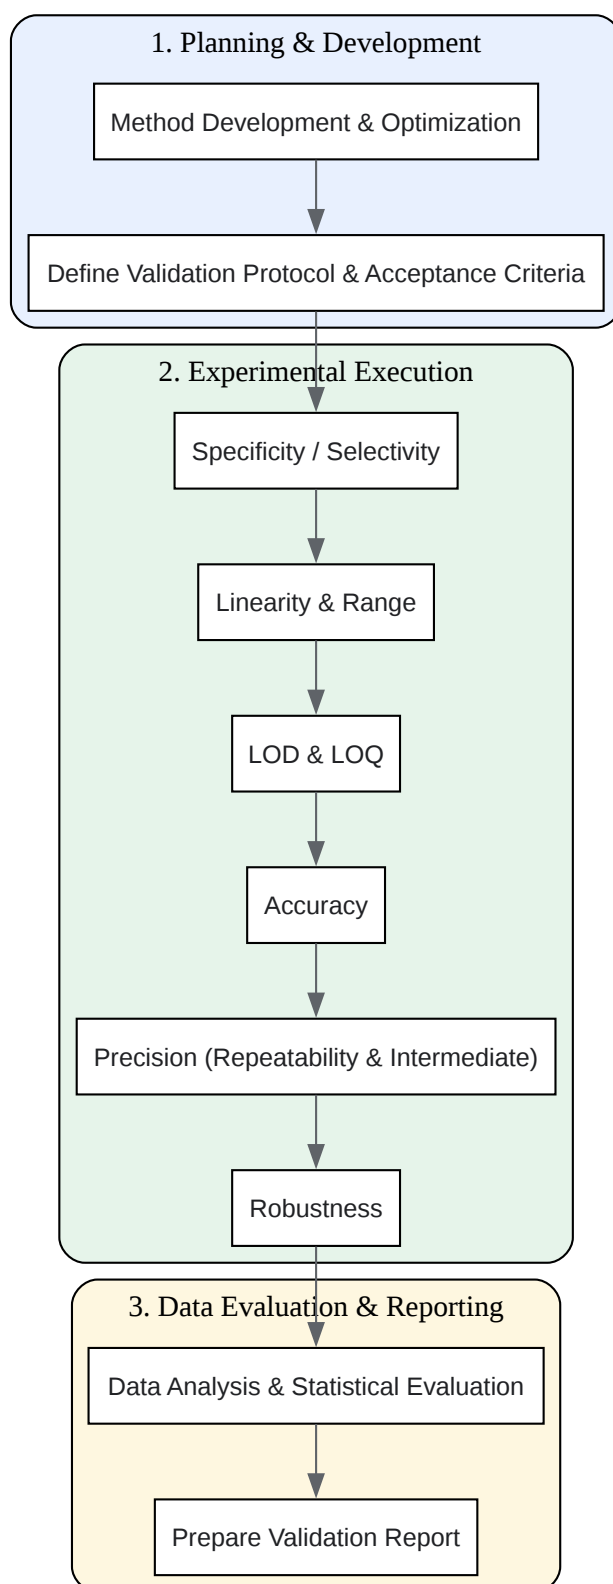 1. Planning & Development
Method Development & Optimization
Define Validation Protocol & Acceptance Criteria
2. Experimental Execution
Specificity / Selectivity
Linearity & Range
LOD & LOQ
Accuracy
Precision (Repeatability & Intermediate)
Robustness
3. Data Evaluation & Reporting
Data Analysis & Statistical Evaluation
Prepare Validation Report